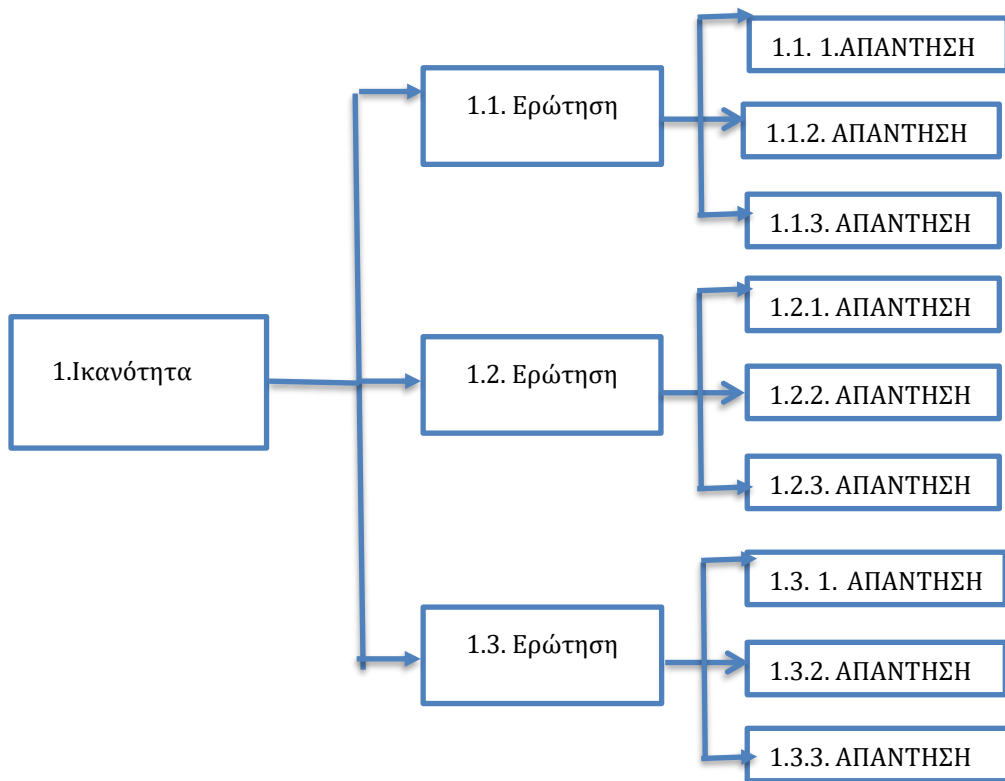 1.Ικανότητα
1.1. Ερώτηση
1.1. 1.ΑΠΑΝΤΗΣΗ
1.1.2. ΑΠΑΝΤΗΣΗ
1.1.3. ΑΠΑΝΤΗΣΗ
1.2. Ερώτηση
1.2.1. ΑΠΑΝΤΗΣΗ
1.2.2. ΑΠΑΝΤΗΣΗ
1.2.3. ΑΠΑΝΤΗΣΗ
1.3. Ερώτηση
1.3. 1. ΑΠΑΝΤΗΣΗ
1.3.2. ΑΠΑΝΤΗΣΗ
1.3.3. ΑΠΑΝΤΗΣΗ